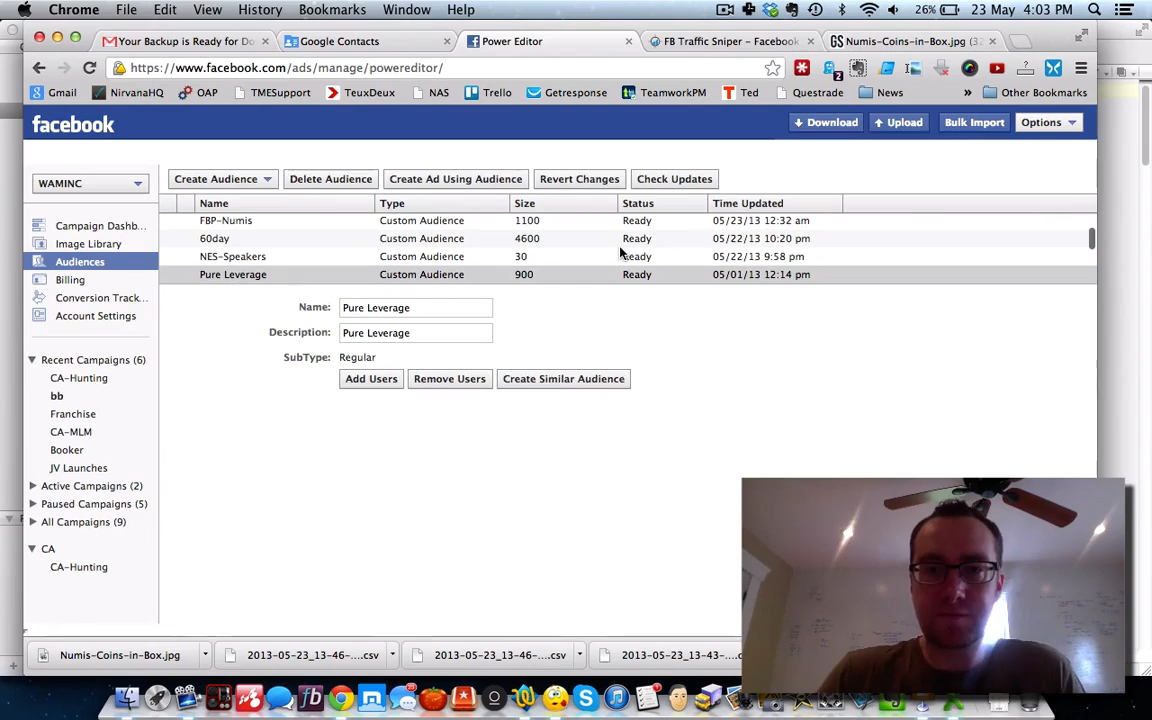 Chrome File Edit View History Bookmarks Window Help 26% 23 May 4:03 PM
Your Backup is Ready for Do Google Contacts Power Editor FB Traffic Sniper – Facebook Numis-Coins-in-Box.jpg (32
https://www.facebook.com/ads/manage/powereditor/ 2
Gmail NirvanaHQ OAP TMESupport TeuxDeux NAS Trello Getresponse TeamworkPM Ted Questrade News » Other Bookmarks
facebook Download Upload Bulk Import Options
WAMINC Create Audience Delete Audience Create Ad Using Audience Revert Changes Check Updates
Name Type Size Status Time Updated
FBP-Numis Custom Audience 1100 Ready 05/23/13 12:32 am
60day Custom Audience 4600 Ready 05/22/13 10:20 pm
NES-Speakers Custom Audience 30 Ready 05/22/13 9:58 pm
Pure Leverage Custom Audience 900 Ready 05/01/13 12:14 pm
Name: Pure Leverage
Description: Pure Leverage
SubType: Regular
Add Users Remove Users Create Similar Audience
Campaign Dashb...
Image Library
Audiences
Billing
Conversion Track...
Account Settings
Recent Campaigns (6)
CA-Hunting
bb
Franchise
CA-MLM
Booker
JV Launches
Active Campaigns (2)
Paused Campaigns (5)
All Campaigns (9)
CA
CA-Hunting
Numis-Coins-in-Box.jpg 2013-05-23_13-46-....csv 2013-05-23_13-46-....csv 2013-05-23_13-43-....csv